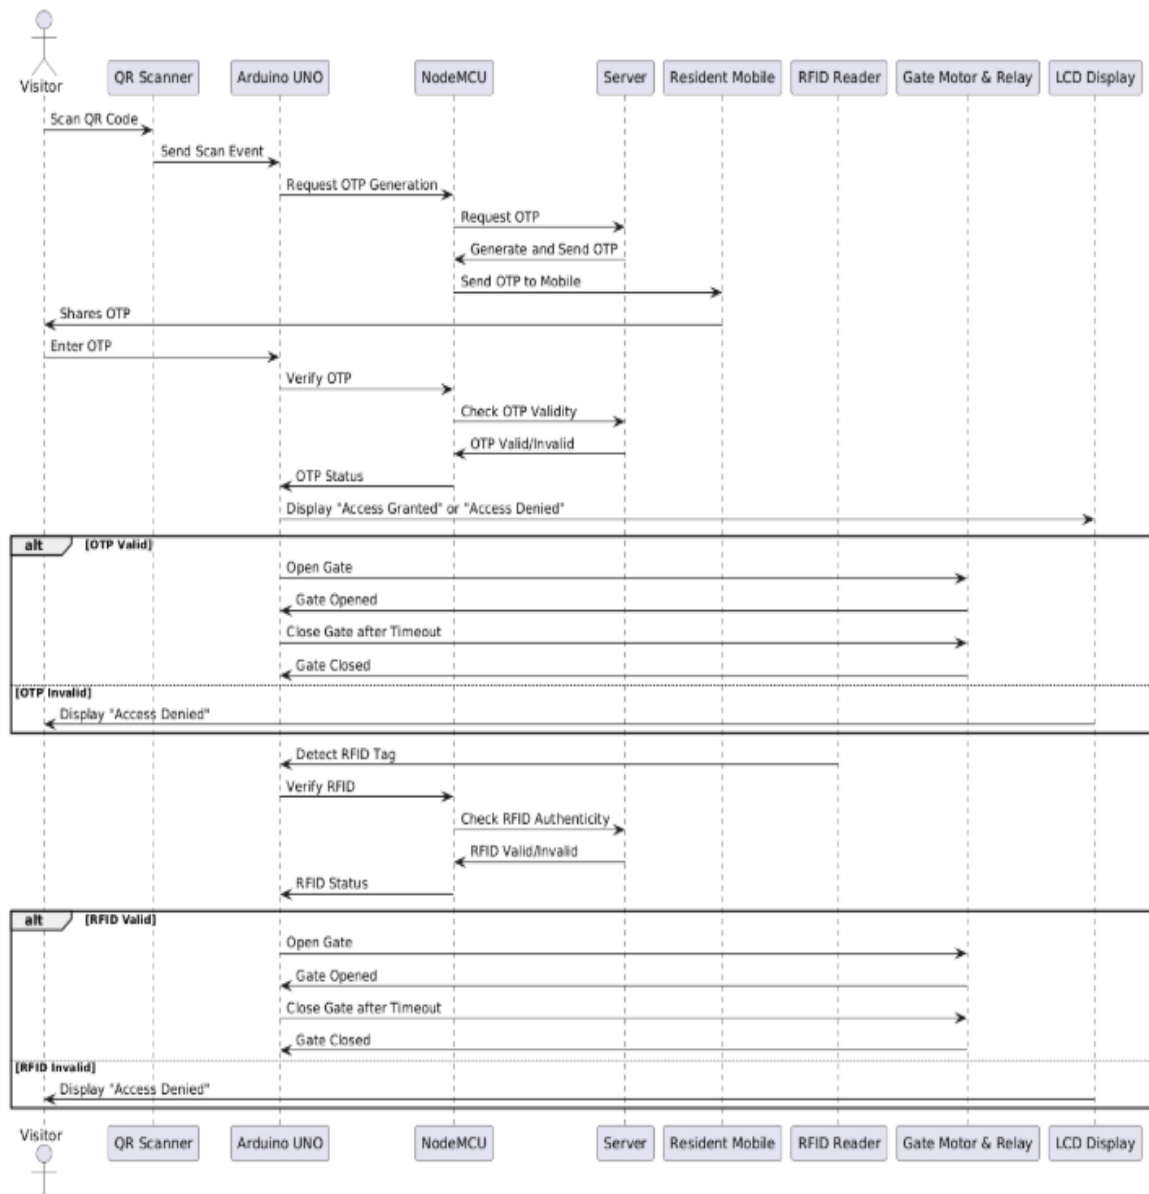 Visitor
QR Scanner
Arduino UNO
NodeMCU
Server
Resident Mobile
RFID Reader
Gate Motor & Relay
LCD Display
Scan QR Code
Send Scan Event
Request OTP Generation
Request OTP
Generate and Send OTP
Send OTP to Mobile
Shares OTP
Enter OTP
Verify OTP
Check OTP Validity
OTP Valid/Invalid
OTP Status
Display "Access Granted" or "Access Denied"
alt [OTP Valid]
Open Gate
Gate Opened
Close Gate after Timeout
Gate Closed
[OTP Invalid]
Display "Access Denied"
Detect RFID Tag
Verify RFID
Check RFID Authenticity
RFID Valid/Invalid
RFID Status
alt [RFID Valid]
Open Gate
Gate Opened
Close Gate after Timeout
Gate Closed
[RFID Invalid]
Display "Access Denied"
Visitor
QR Scanner
Arduino UNO
NodeMCU
Server
Resident Mobile
RFID Reader
Gate Motor & Relay
LCD Display